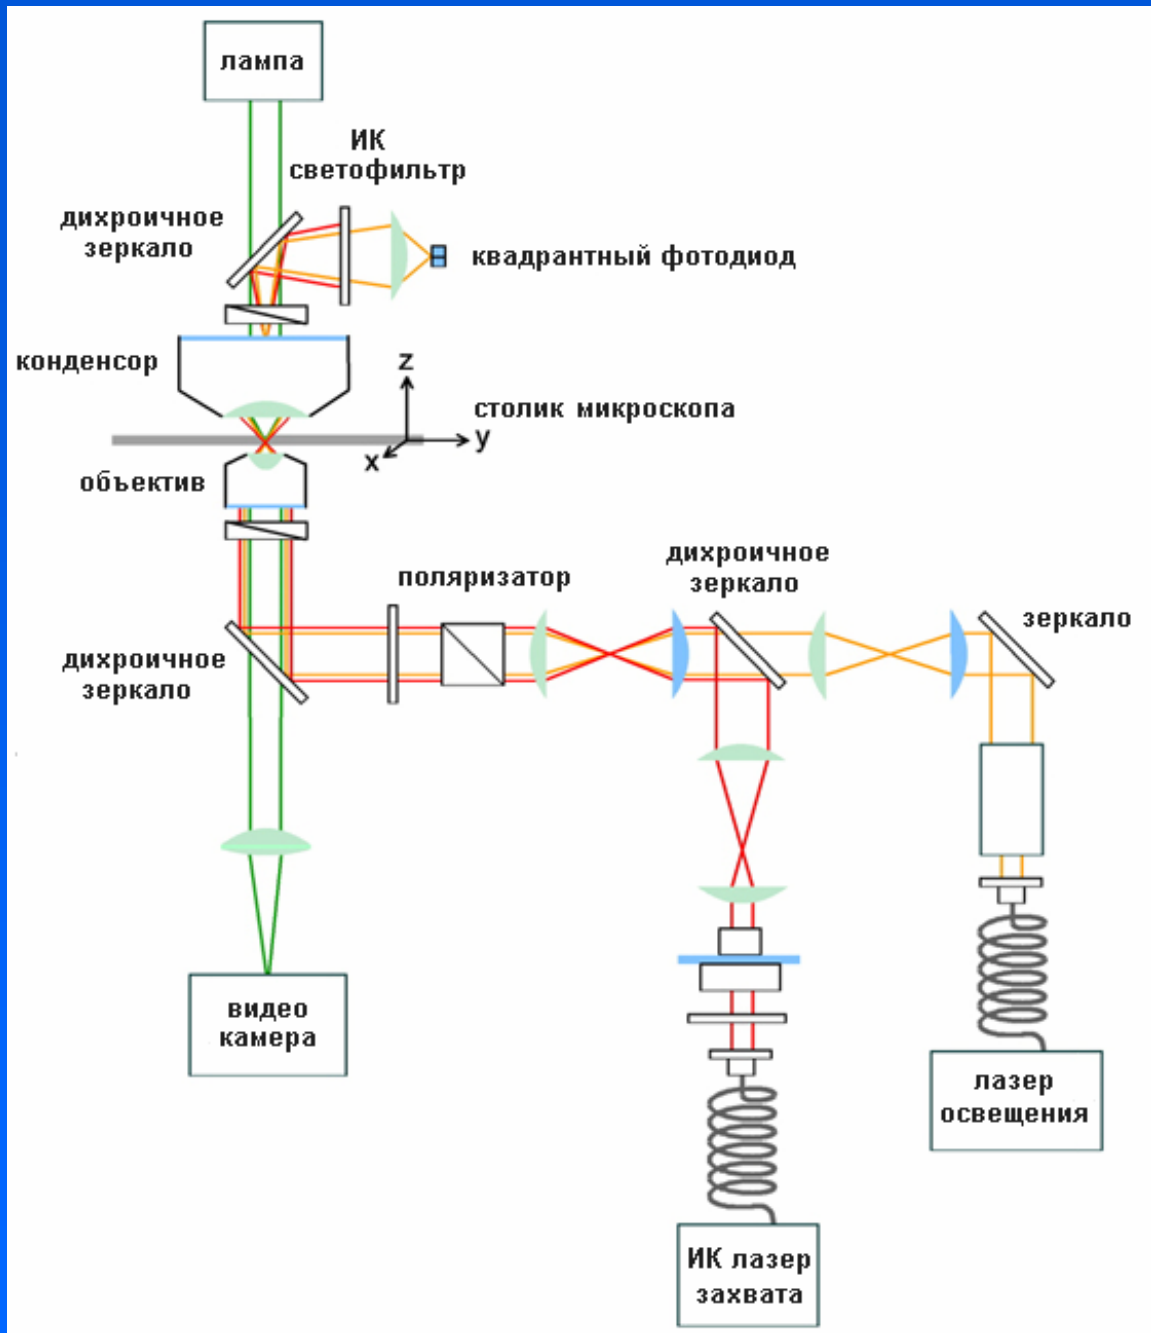 лампа
ИК
светофильтр
дихроичное
зеркало
квадрантный фотодиод
конденсор
z
столик микроскопа
y
x
объектив
дихроичное
зеркало
поляризатор
зеркало
дихроичное
зеркало
видео
камера
лазер
освещения
ИК лазер
захвата